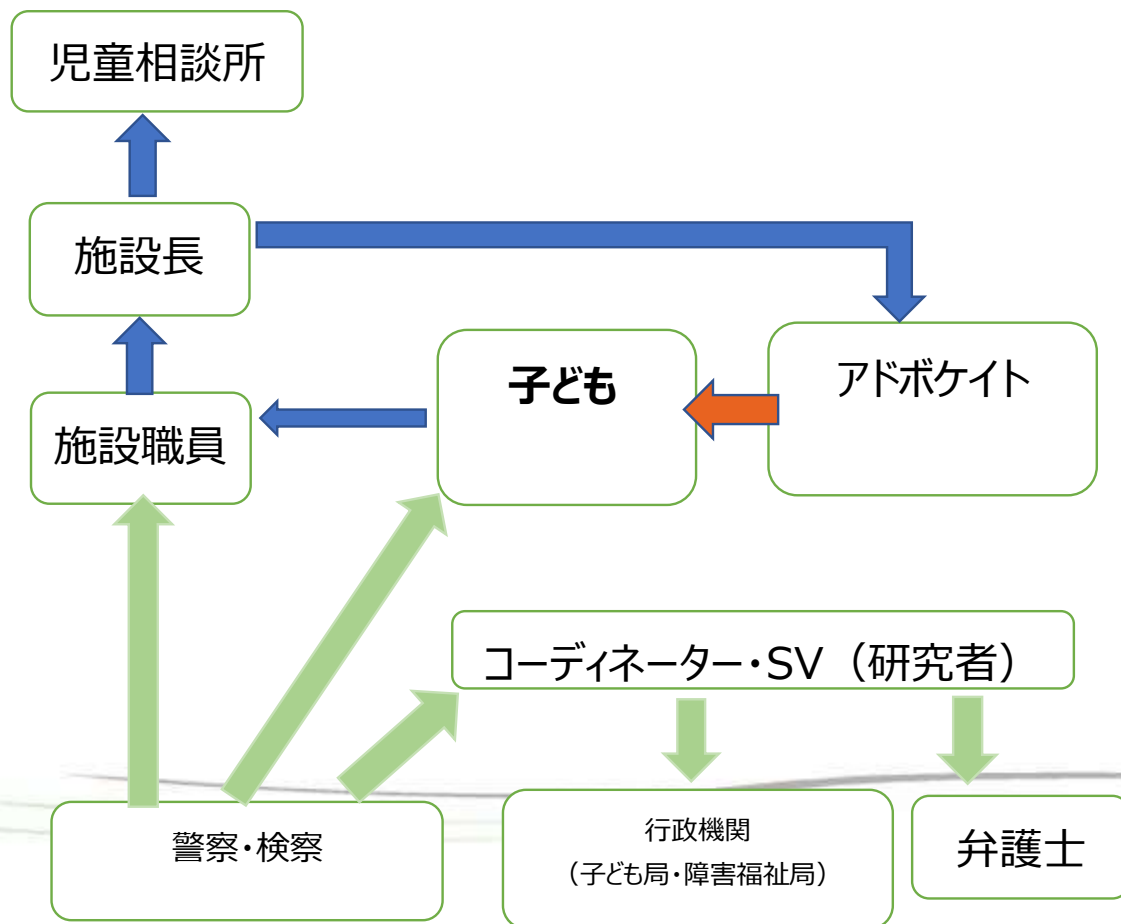 児童相談所
施設長
子ども
アドボケイト
施設職員
コーディネーター・SV（研究者）
警察・検察
行政機関
（子ども局・障害福祉局）
弁護士